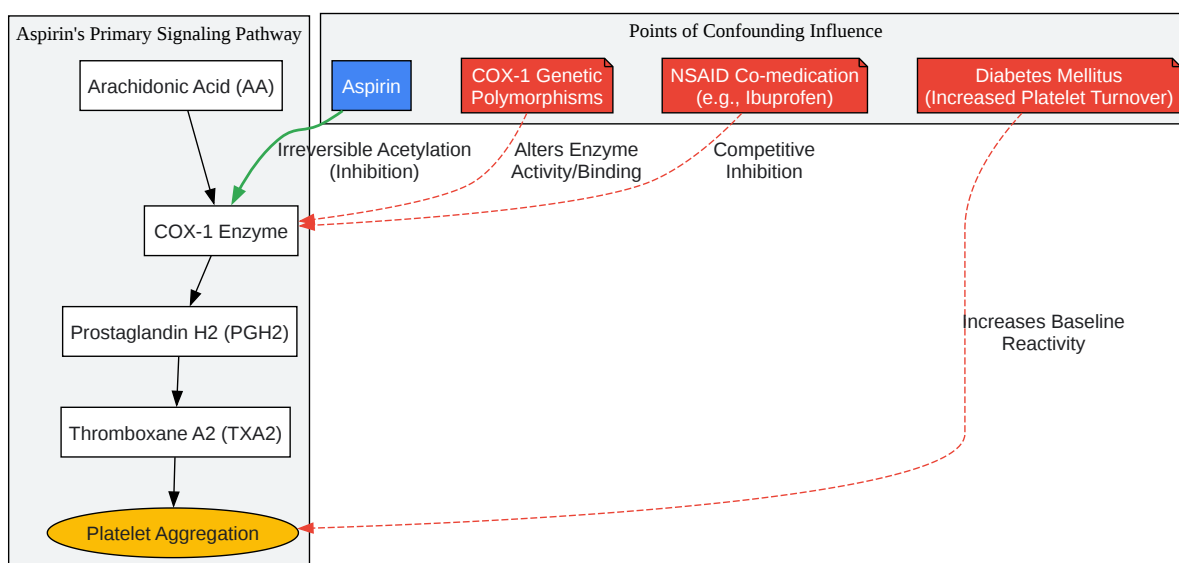 Aspirin's Primary Signaling Pathway
Points of Confounding Influence
Arachidonic Acid (AA)
Aspirin
COX-1 Genetic
Polymorphisms
NSAID Co-medication
(e.g., Ibuprofen)
Diabetes Mellitus
(Increased Platelet Turnover)
Irreversible Acetylation
(Inhibition)
Alters Enzyme
Activity/Binding
Competitive
Inhibition
COX-1 Enzyme
Prostaglandin H2 (PGH2)
Increases Baseline
Reactivity
Thromboxane A2 (TXA2)
Platelet Aggregation